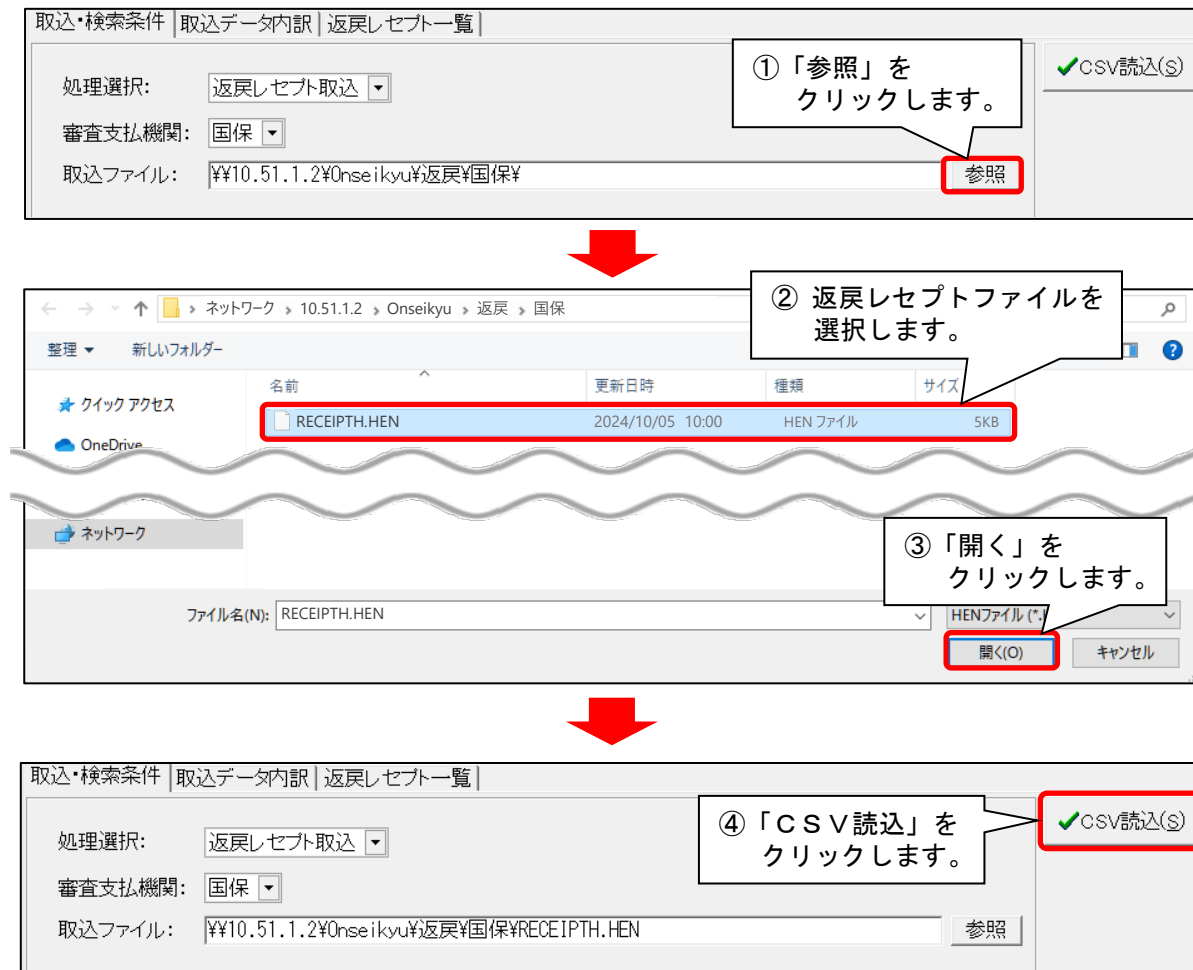 取込・検索条件 取込データ内訳 返戻レセプト一覧
①「参照」を
クリックします。
✓CSV読込(S)
処理選択: 返戻レセプト取込
審査支払機関: 国保
取込ファイル: ¥¥10.51.1.2¥Onseikyu¥返戻¥国保¥ 参照
② 返戻レセプトファイルを
選択します。
ネットワーク > 10.51.1.2 > Onseikyu > 返戻 > 国保
整理 新しいフォルダー
名前 更新日時 種類 サイズ
クイック アクセス
RECEIPTH.HEN 2024/10/05 10:00 HEN ファイル 5KB
OneDrive
ネットワーク
③「開く」を
クリックします。
ファイル名(N): RECEIPTH.HEN HENファイル (*.
開く(O) キャンセル
取込・検索条件 取込データ内訳 返戻レセプト一覧
④「ＣＳＶ読込」を
クリックします。
✓CSV読込(S)
処理選択: 返戻レセプト取込
審査支払機関: 国保
取込ファイル: ¥¥10.51.1.2¥Onseikyu¥返戻¥国保¥RECEIPTH.HEN 参照